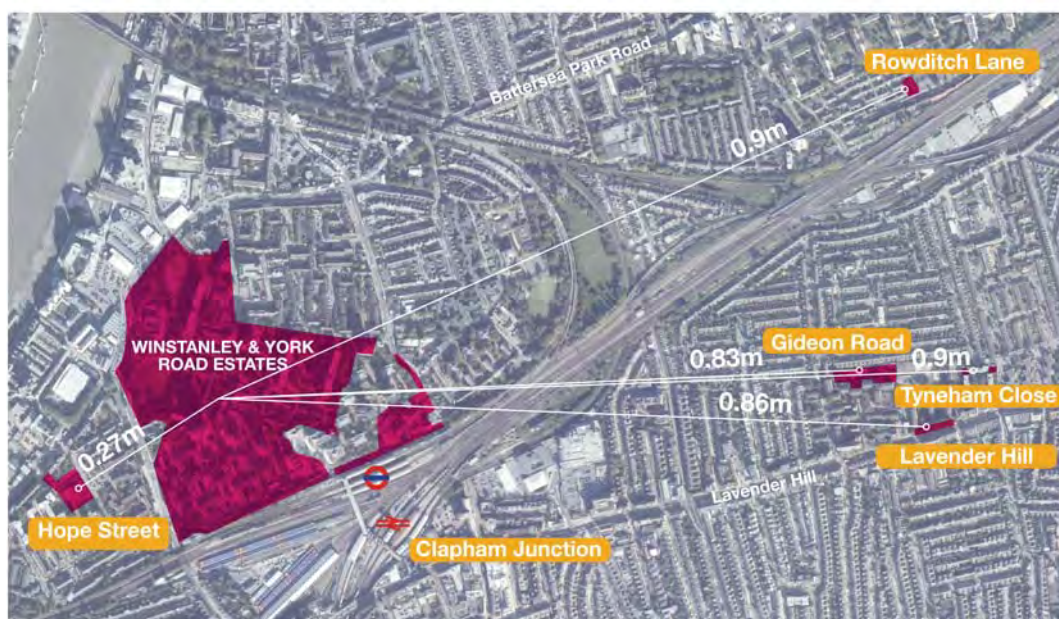 Rowditch Lane
Battersea Park Road
0.9m
WINSTANLEY & YORK
ROAD ESTATES
Gideon Road
0.83m
0.9m
Tyneham Close
0.86m
Lavender Hill
0.27m
Lavender Hill
Hope Street
Clapham Junction